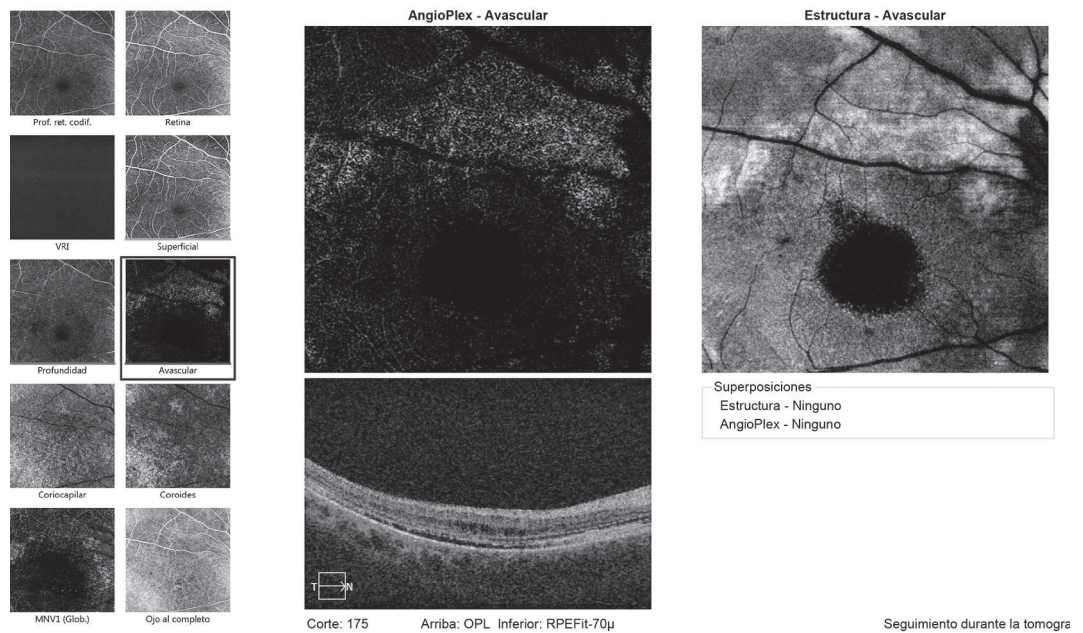 AngioPlex - Avascular
Estructura - Avascular
Prof. ret. codif.
Retina
VRI
Superficial
Profundidad
Avascular
Coriocapilar
Coroides
MNV1 (Glob.)
Ojo al completo
T N
Corte: 175 Arriba: OPL Inferior: RPEFit-70µ
Superposiciones
Estructura - Ninguno
AngioPlex - Ninguno
Seguimiento durante la tomogra